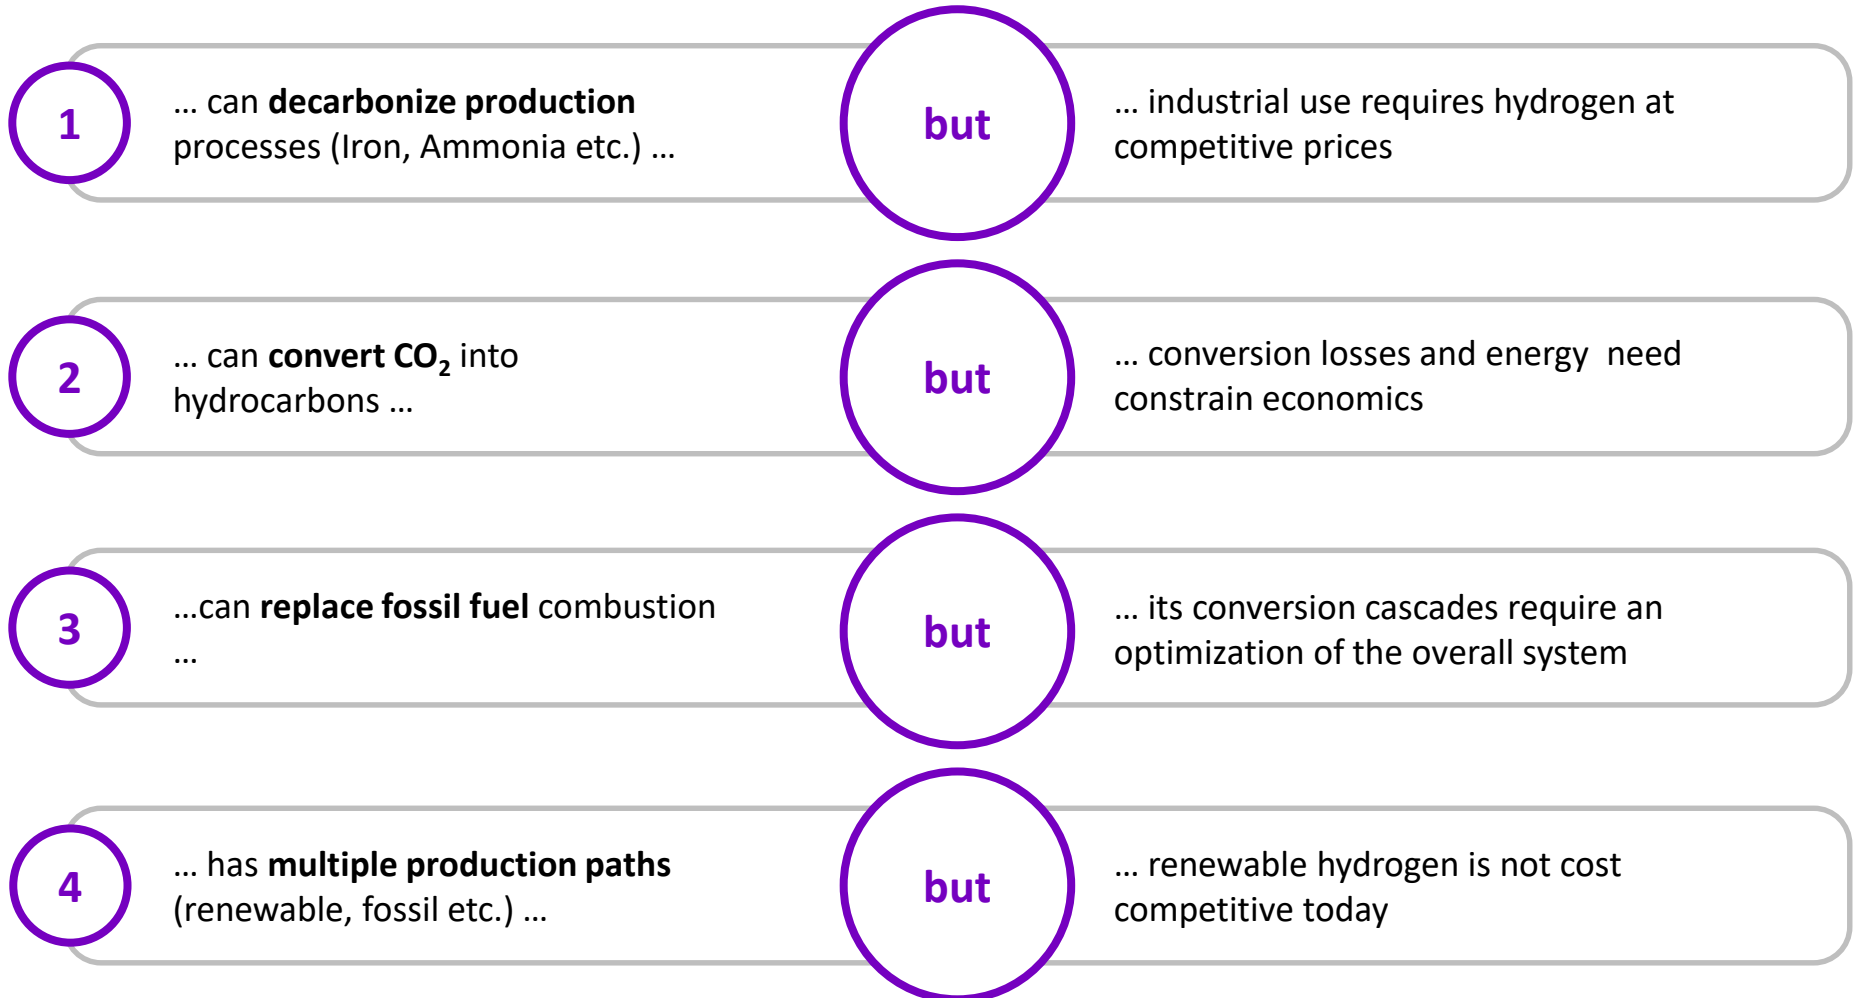 1
… can decarbonize production
processes (Iron, Ammonia etc.) …
but
… industrial use requires hydrogen at
competitive prices
2
… can convert CO₂ into
hydrocarbons …
but
… conversion losses and energy  need
constrain economics
3
…can replace fossil fuel combustion
…
but
… its conversion cascades require an
optimization of the overall system
4
… has multiple production paths
(renewable, fossil etc.) …
but
… renewable hydrogen is not cost
competitive today